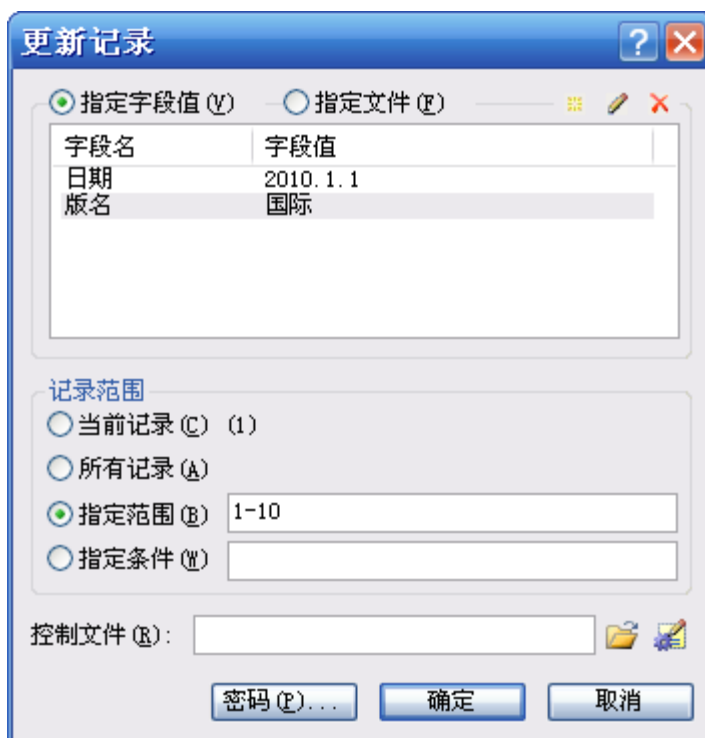 更新记录
指定字段值(V) 指定文件(F)
字段名 字段值
日期 2010.1.1
版名 国际
记录范围
当前记录(C) (1)
所有记录(A)
指定范围(B) 1-10
指定条件(W)
控制文件(R):
密码(P)... 确定 取消